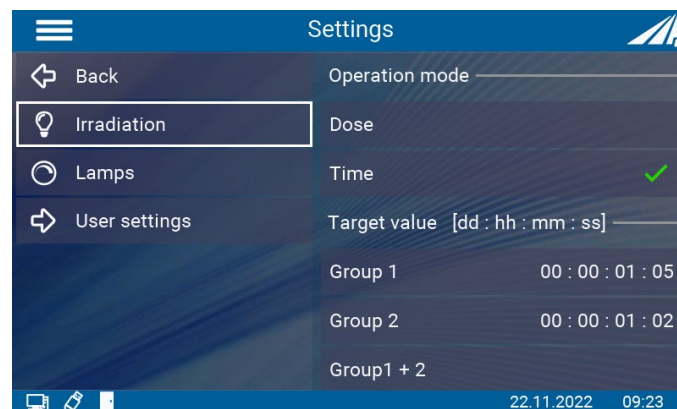 Settings
Back
Irradiation
Lamps
User settings
Operation mode
Dose
Time
Target value [dd : hh : mm : ss]
Group 1 00 : 00 : 01 : 05
Group 2 00 : 00 : 01 : 02
Group1 + 2
22.11.2022 09:23